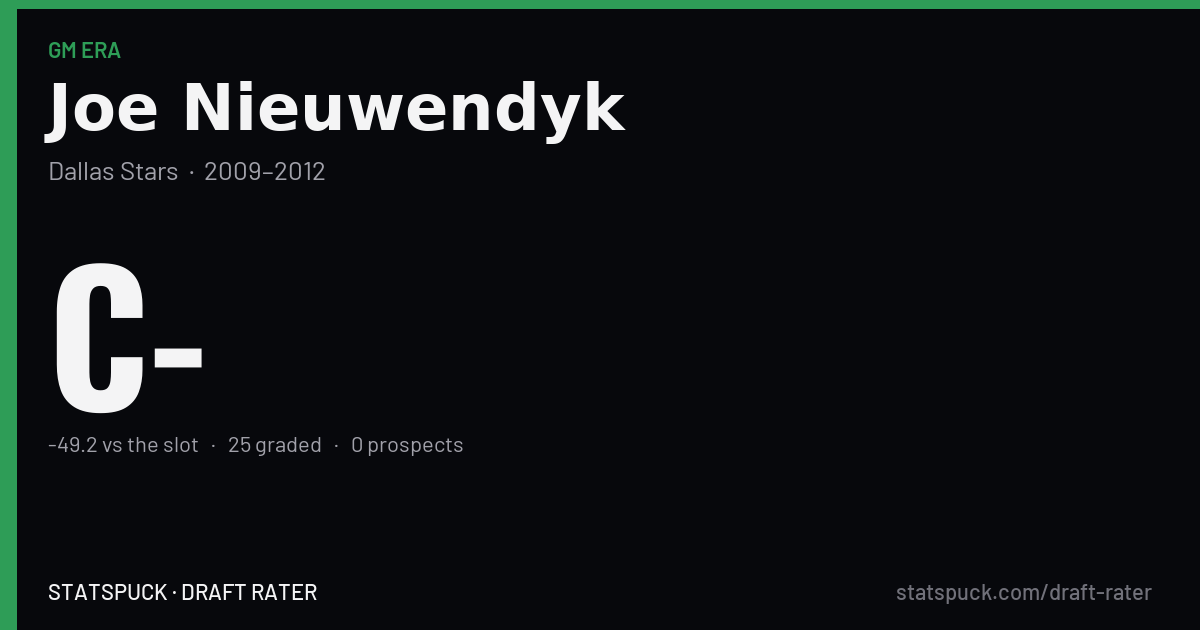 GM ERA
Joe Nieuwendyk
Dallas Stars · 2009–2012
C-
-49.2 vs the slot · 25 graded · 0 prospects
STATSPUCK · DRAFT RATER
statspuck.com/draft-rater